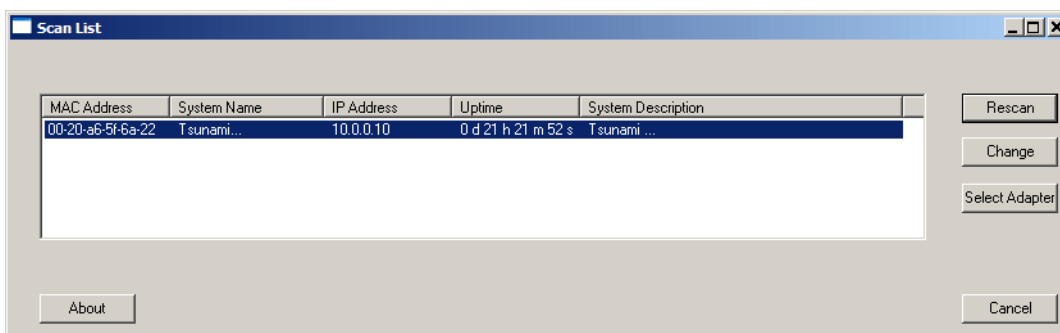 Scan List
MAC Address System Name IP Address Uptime System Description
00-20-a6-5f-6a-22 Tsunami... 10.0.0.10 0 d 21 h 21 m 52 s Tsunami ...
Rescan
Change
Select Adapter
About Cancel